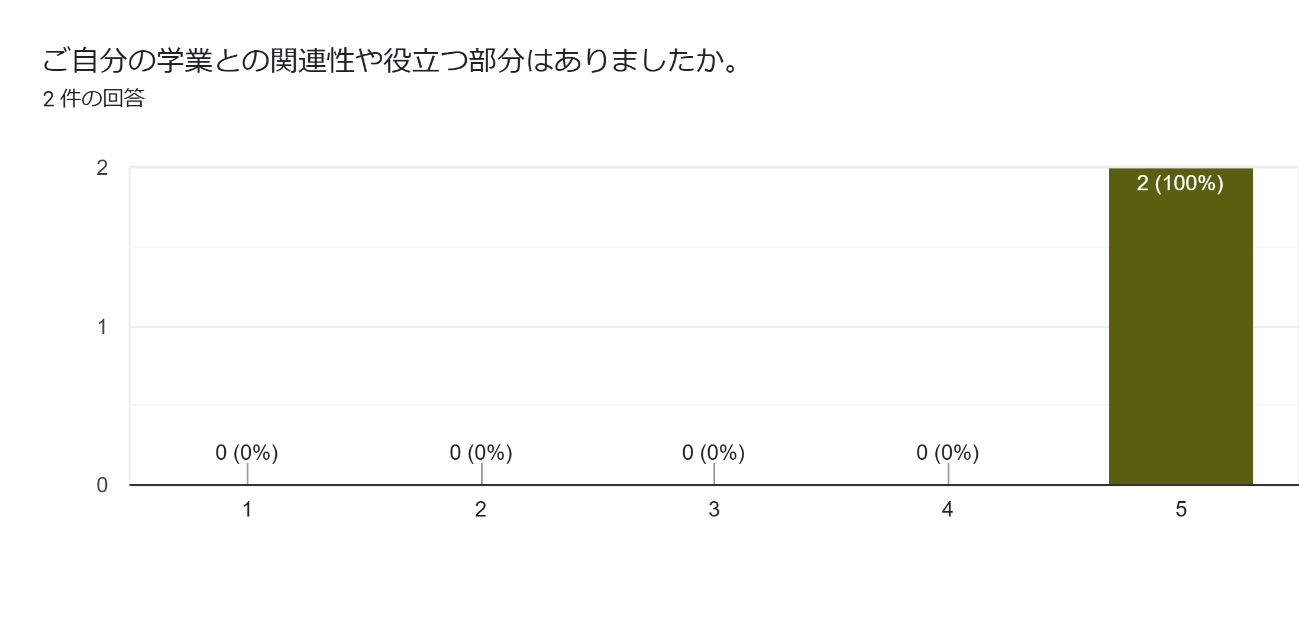 ご自分の学業との関連性や役立つ部分はありましたか。
2 件の回答
2
2 (100%)
1
0 (0%) 0 (0%) 0 (0%) 0 (0%)
0
1 2 3 4 5